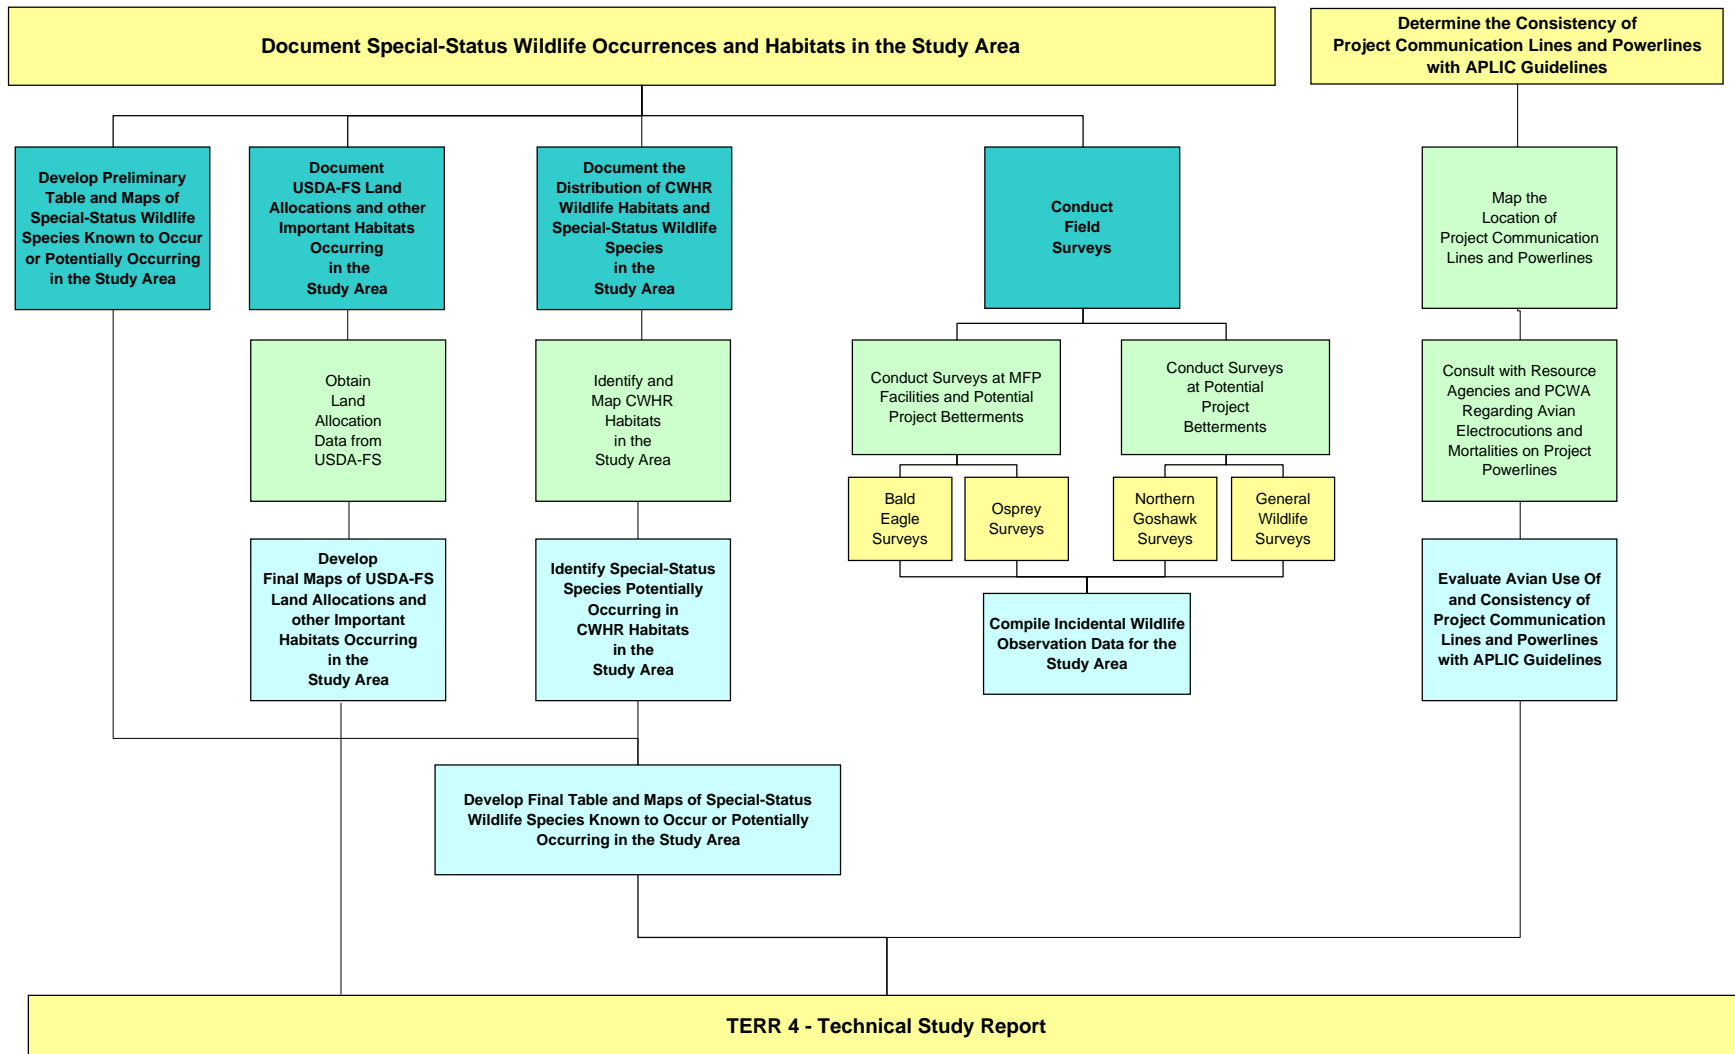 Document Special-Status Wildlife Occurrences and Habitats in the Study Area
Determine the Consistency of
Project Communication Lines and Powerlines
with APLIC Guidelines
Develop Preliminary
Table and Maps of
Special-Status Wildlife
Species Known to Occur
or Potentially Occurring
in the Study Area
Document
USDA-FS Land
Allocations and other
Important Habitats
Occurring
in the
Study Area
Document the
Distribution of CWHR
Wildlife Habitats and
Special-Status Wildlife
Species
in the
Study Area
Conduct
Field
Surveys
Map the
Location of
Project Communication
Lines and Powerlines
Obtain
Land
Allocation
Data from
USDA-FS
Identify and
Map CWHR
Habitats
in the
Study Area
Conduct Surveys at MFP
Facilities and Potential
Project Betterments
Conduct Surveys
at Potential
Project
Betterments
Consult with Resource
Agencies and PCWA
Regarding Avian
Electrocutions and
Mortalities on Project
Powerlines
Bald
Eagle
Surveys
Osprey
Surveys
Northern
Goshawk
Surveys
General
Wildlife
Surveys
Develop
Final Maps of USDA-FS
Land Allocations and
other Important
Habitats Occurring
in the
Study Area
Identify Special-Status
Species Potentially
Occurring in
CWHR Habitats
in the
Study Area
Compile Incidental Wildlife
Observation Data for the
Study Area
Evaluate Avian Use Of
and Consistency of
Project Communication
Lines and Powerlines
with APLIC Guidelines
Develop Final Table and Maps of Special-Status
Wildlife Species Known to Occur or Potentially
Occurring in the Study Area
TERR 4 - Technical Study Report